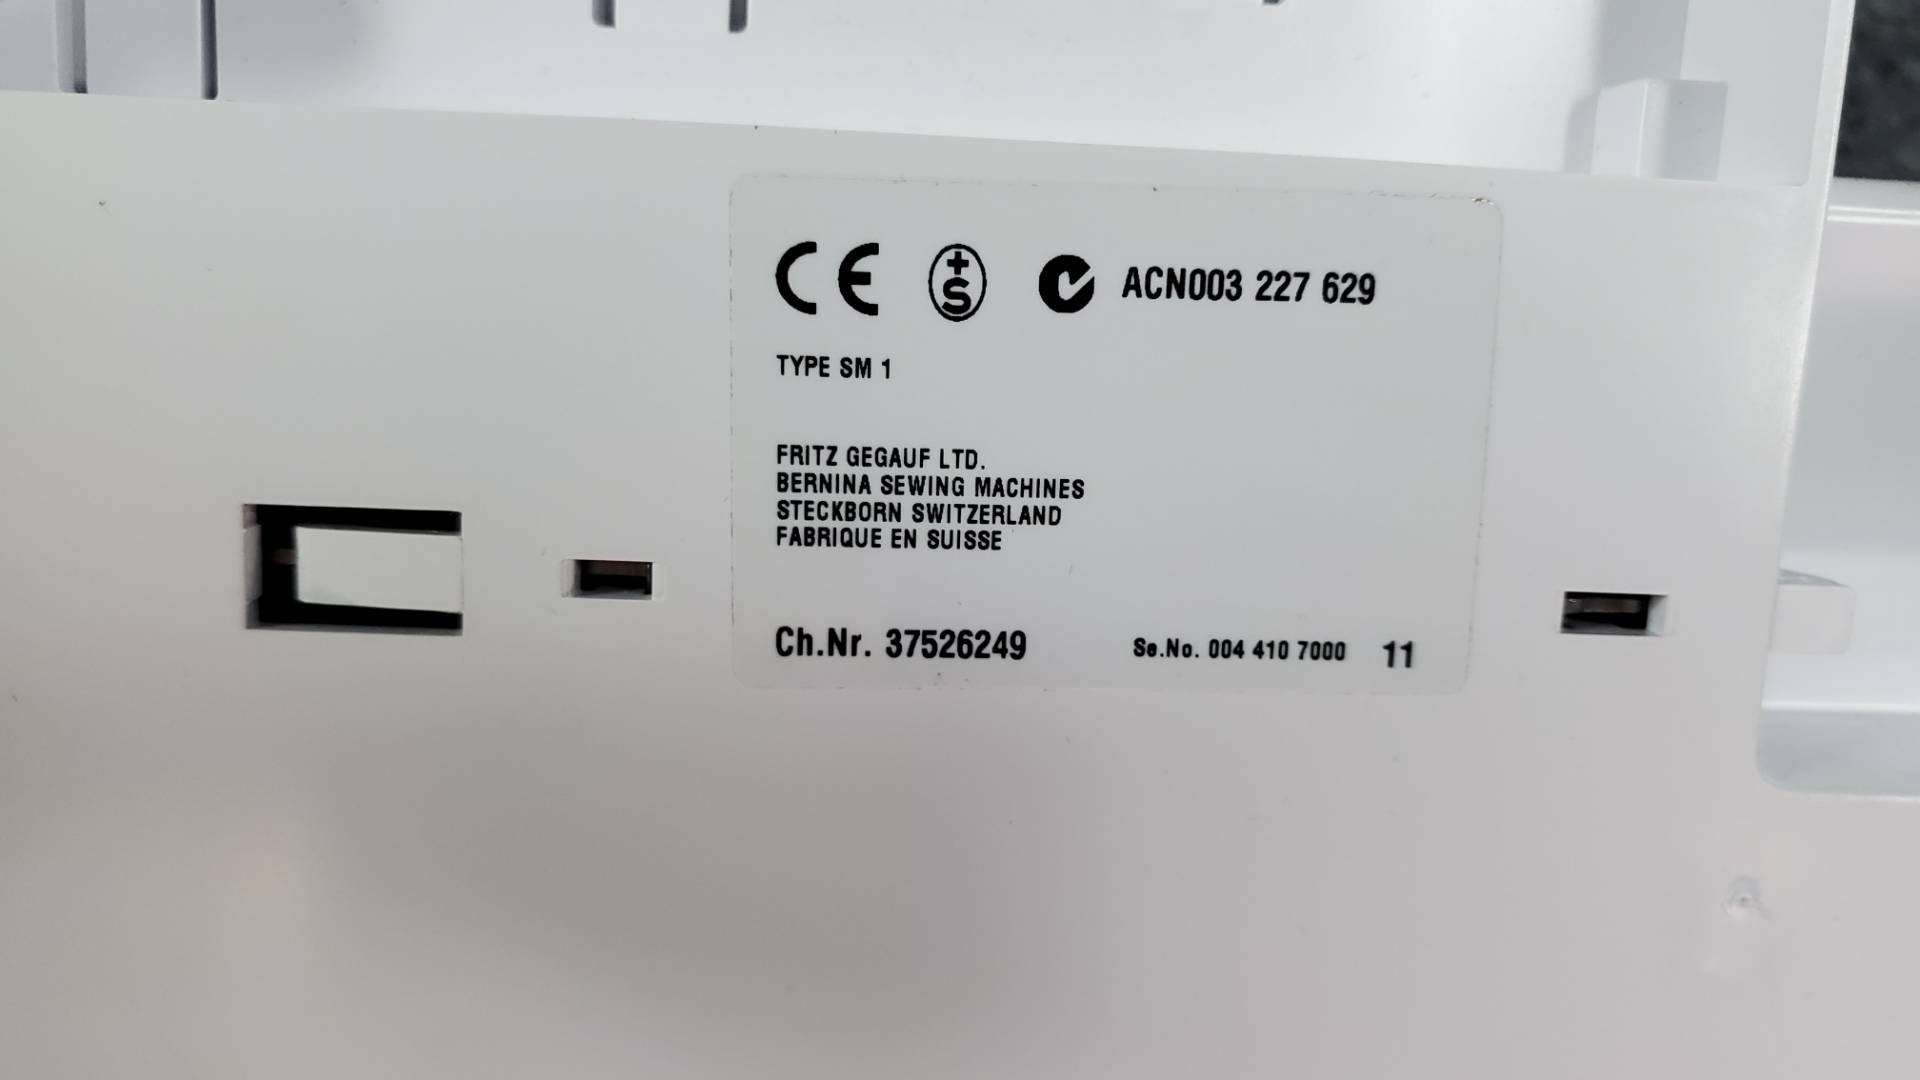 CE +S ACN003 227 629
TYPE SM 1
FRITZ GEGAUF LTD.
BERNINA SEWING MACHINES
STECKBORN SWITZERLAND
FABRIQUE EN SUISSE
Ch.Nr. 37526249 Se.No. 004 410 7000 11